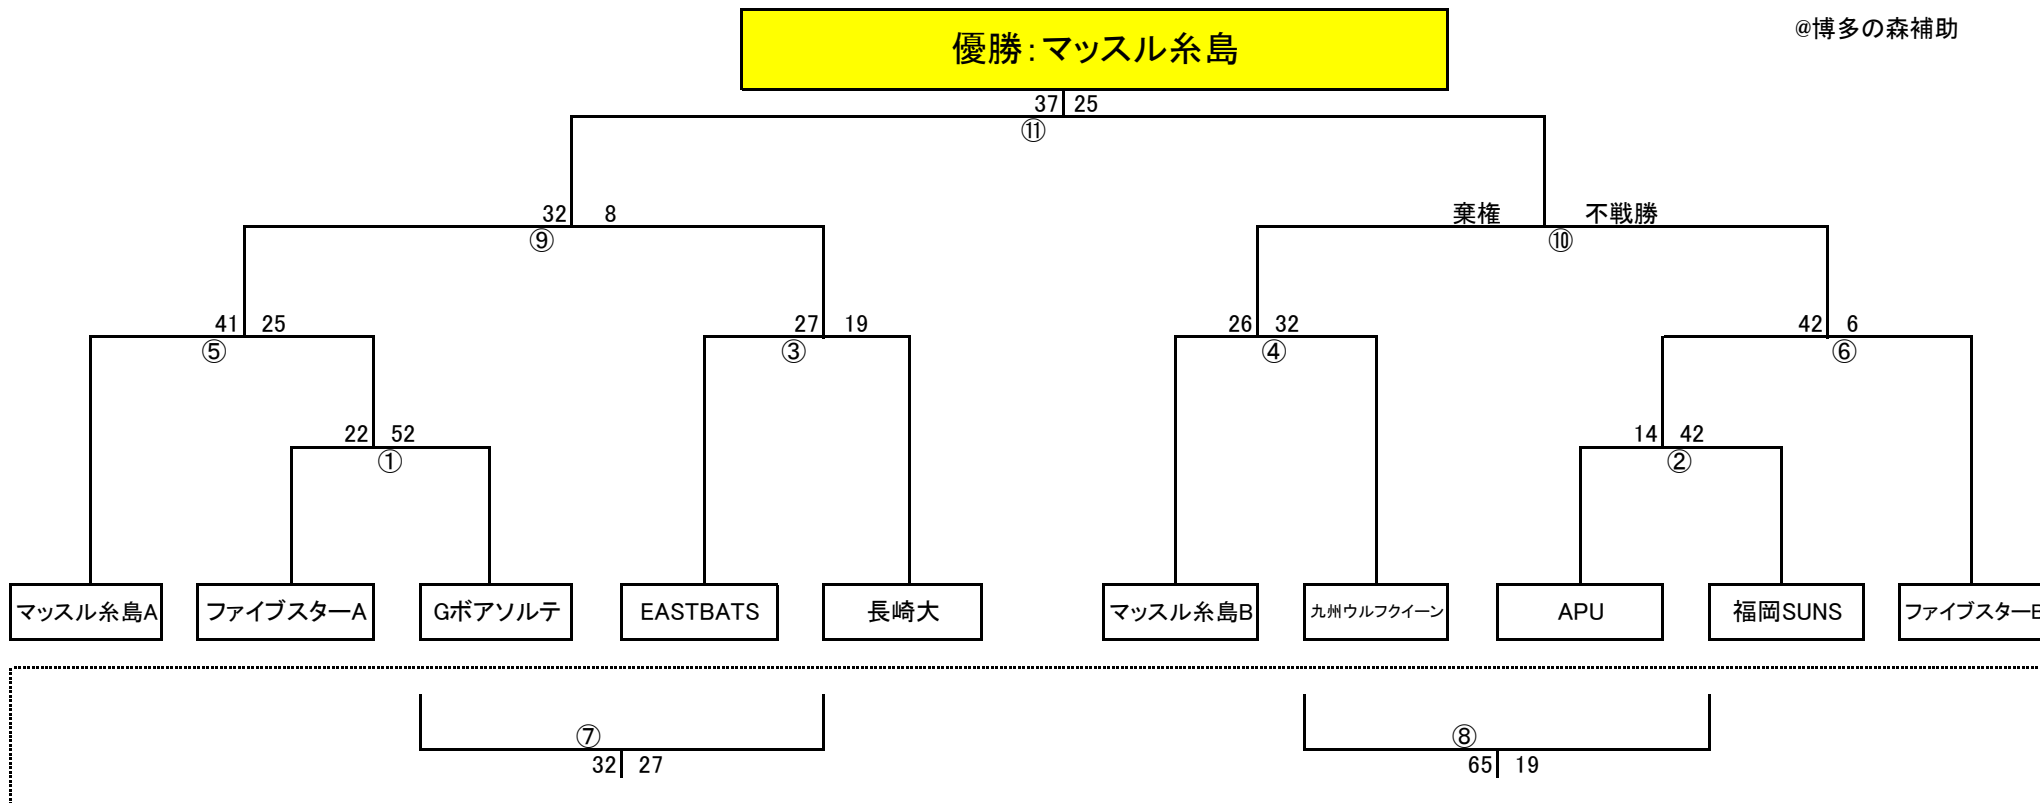 @博多の森補助
優勝：マッスル糸島
37 25
⑪
32 8 棄権 不戦勝
⑨ ⑩
41 25 27 19 26 32 42 6
⑤ ③ ④ ⑥
22 52 14 42
① ②
マッスル糸島A ファイブスターA Gボアソルテ EASTBATS 長崎大 マッスル糸島B 九州ウルフクイーン APU 福岡SUNS ファイブスター
⑦ ⑧
32 27 65 19